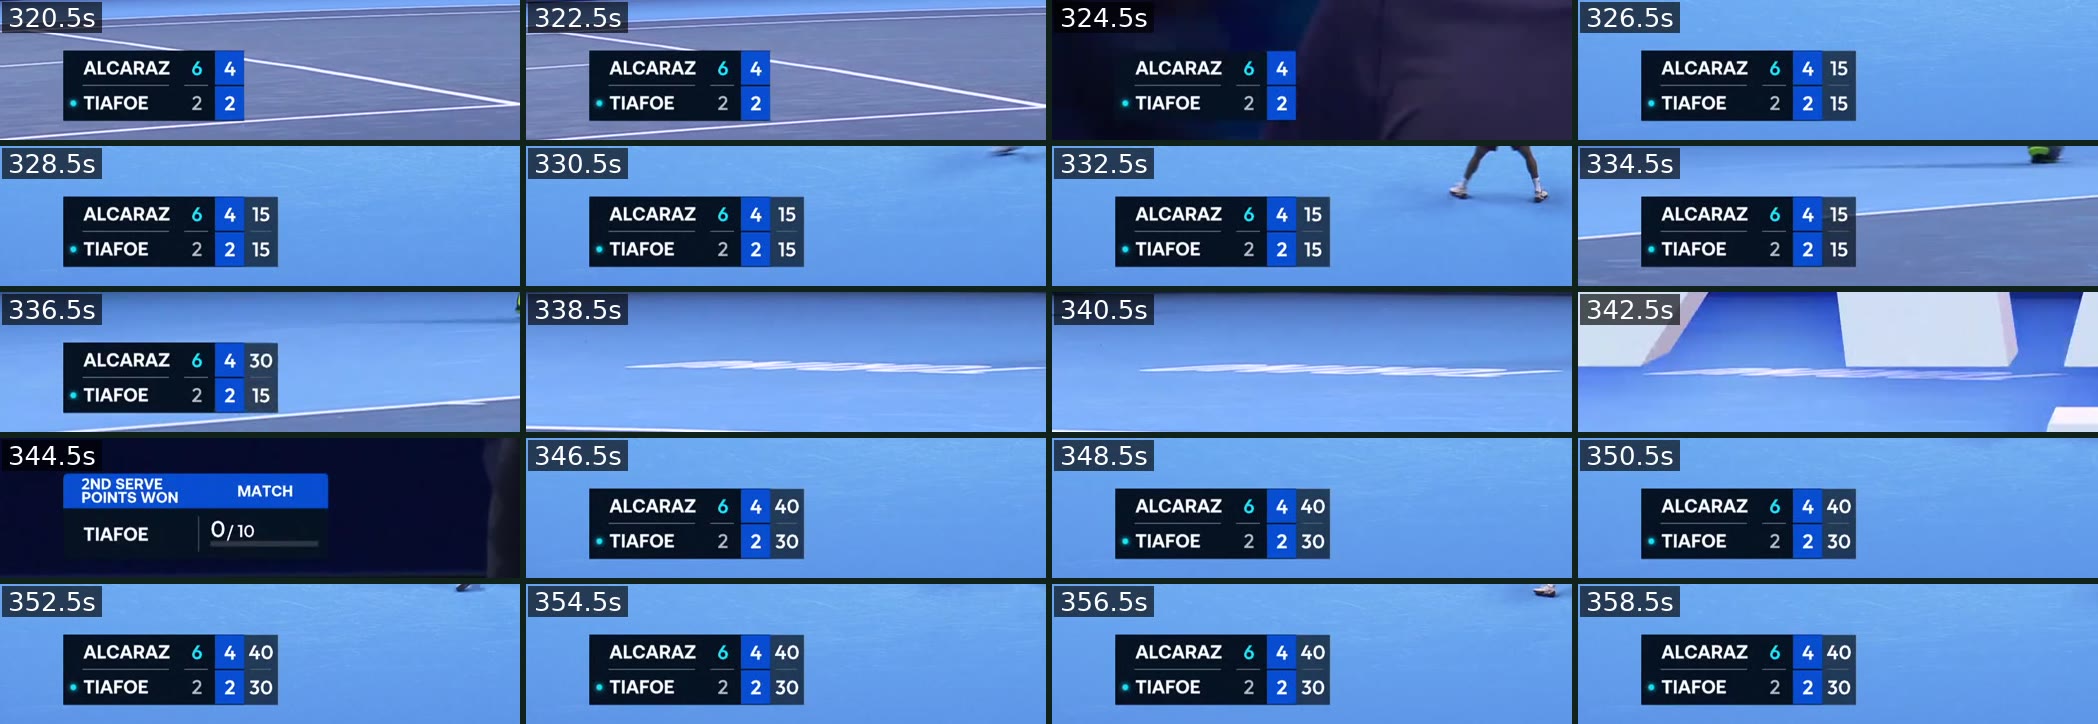 320.5s
ALCARAZ 6 4
TIAFOE 2 2
322.5s
ALCARAZ 6 4
TIAFOE 2 2
324.5s
ALCARAZ 6 4
TIAFOE 2 2
326.5s
ALCARAZ 6 4 15
TIAFOE 2 2 15
328.5s
ALCARAZ 6 4 15
TIAFOE 2 2 15
330.5s
ALCARAZ 6 4 15
TIAFOE 2 2 15
332.5s
ALCARAZ 6 4 15
TIAFOE 2 2 15
334.5s
ALCARAZ 6 4 15
TIAFOE 2 2 15
336.5s
ALCARAZ 6 4 30
TIAFOE 2 2 15
338.5s
340.5s
342.5s
344.5s
2ND SERVE
POINTS WON MATCH
TIAFOE 0/10
346.5s
ALCARAZ 6 4 40
TIAFOE 2 2 30
348.5s
ALCARAZ 6 4 40
TIAFOE 2 2 30
350.5s
ALCARAZ 6 4 40
TIAFOE 2 2 30
352.5s
ALCARAZ 6 4 40
TIAFOE 2 2 30
354.5s
ALCARAZ 6 4 40
TIAFOE 2 2 30
356.5s
ALCARAZ 6 4 40
TIAFOE 2 2 30
358.5s
ALCARAZ 6 4 40
TIAFOE 2 2 30